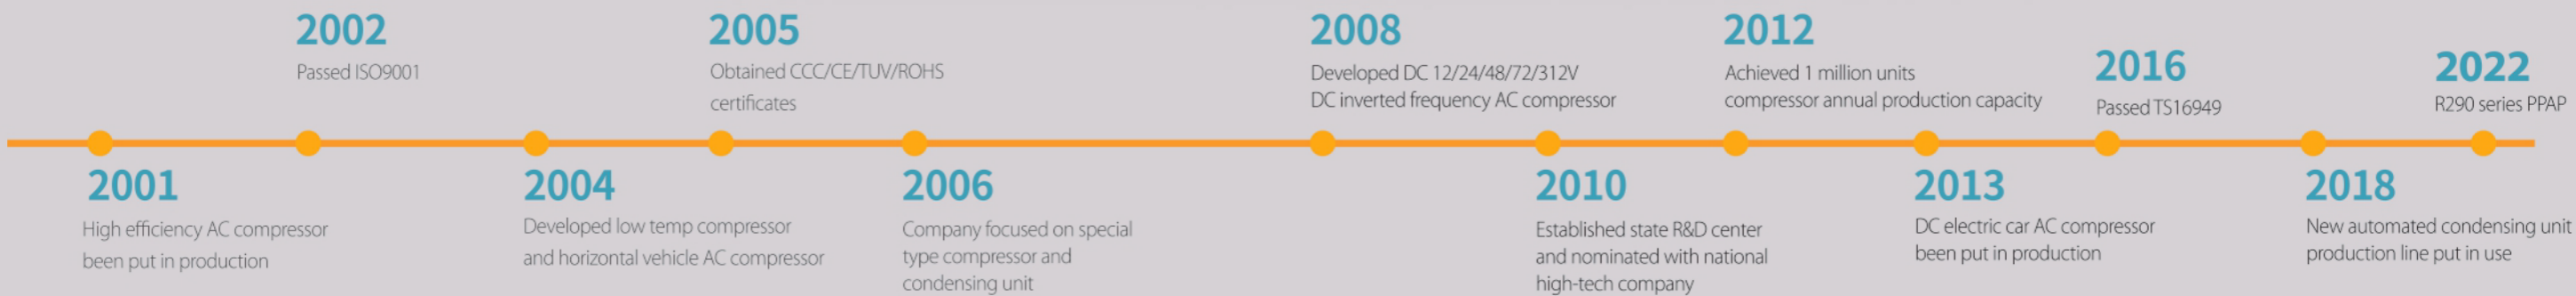 2001
High efficiency AC compressor
been put in production
2002
Passed ISO9001
2004
Developed low temp compressor
and horizontal vehicle AC compressor
2005
Obtained CCC/CE/TUV/ROHS
certificates
2006
Company focused on special
type compressor and
condensing unit
2008
Developed DC 12/24/48/72/312V
DC inverted frequency AC compressor
2010
Established state R&D center
and nominated with national
high-tech company
2012
Achieved 1 million units
compressor annual production capacity
2013
DC electric car AC compressor
been put in production
2016
Passed TS16949
2018
New automated condensing unit
production line put in use
2022
R290 series PPAP